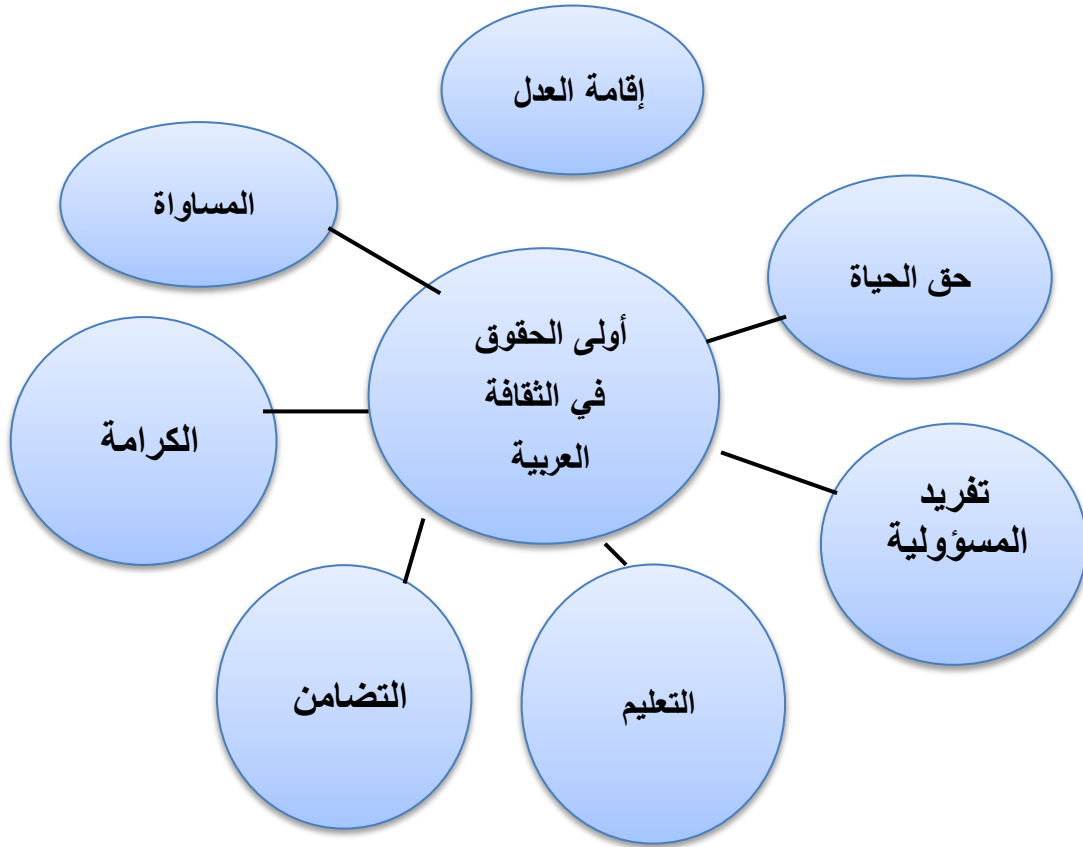 إقامة العدل
المساواة
حق الحياة
أولى الحقوق
في الثقافة
العربية
الكرامة
تفريد
المسؤولية
التضامن
التعليم